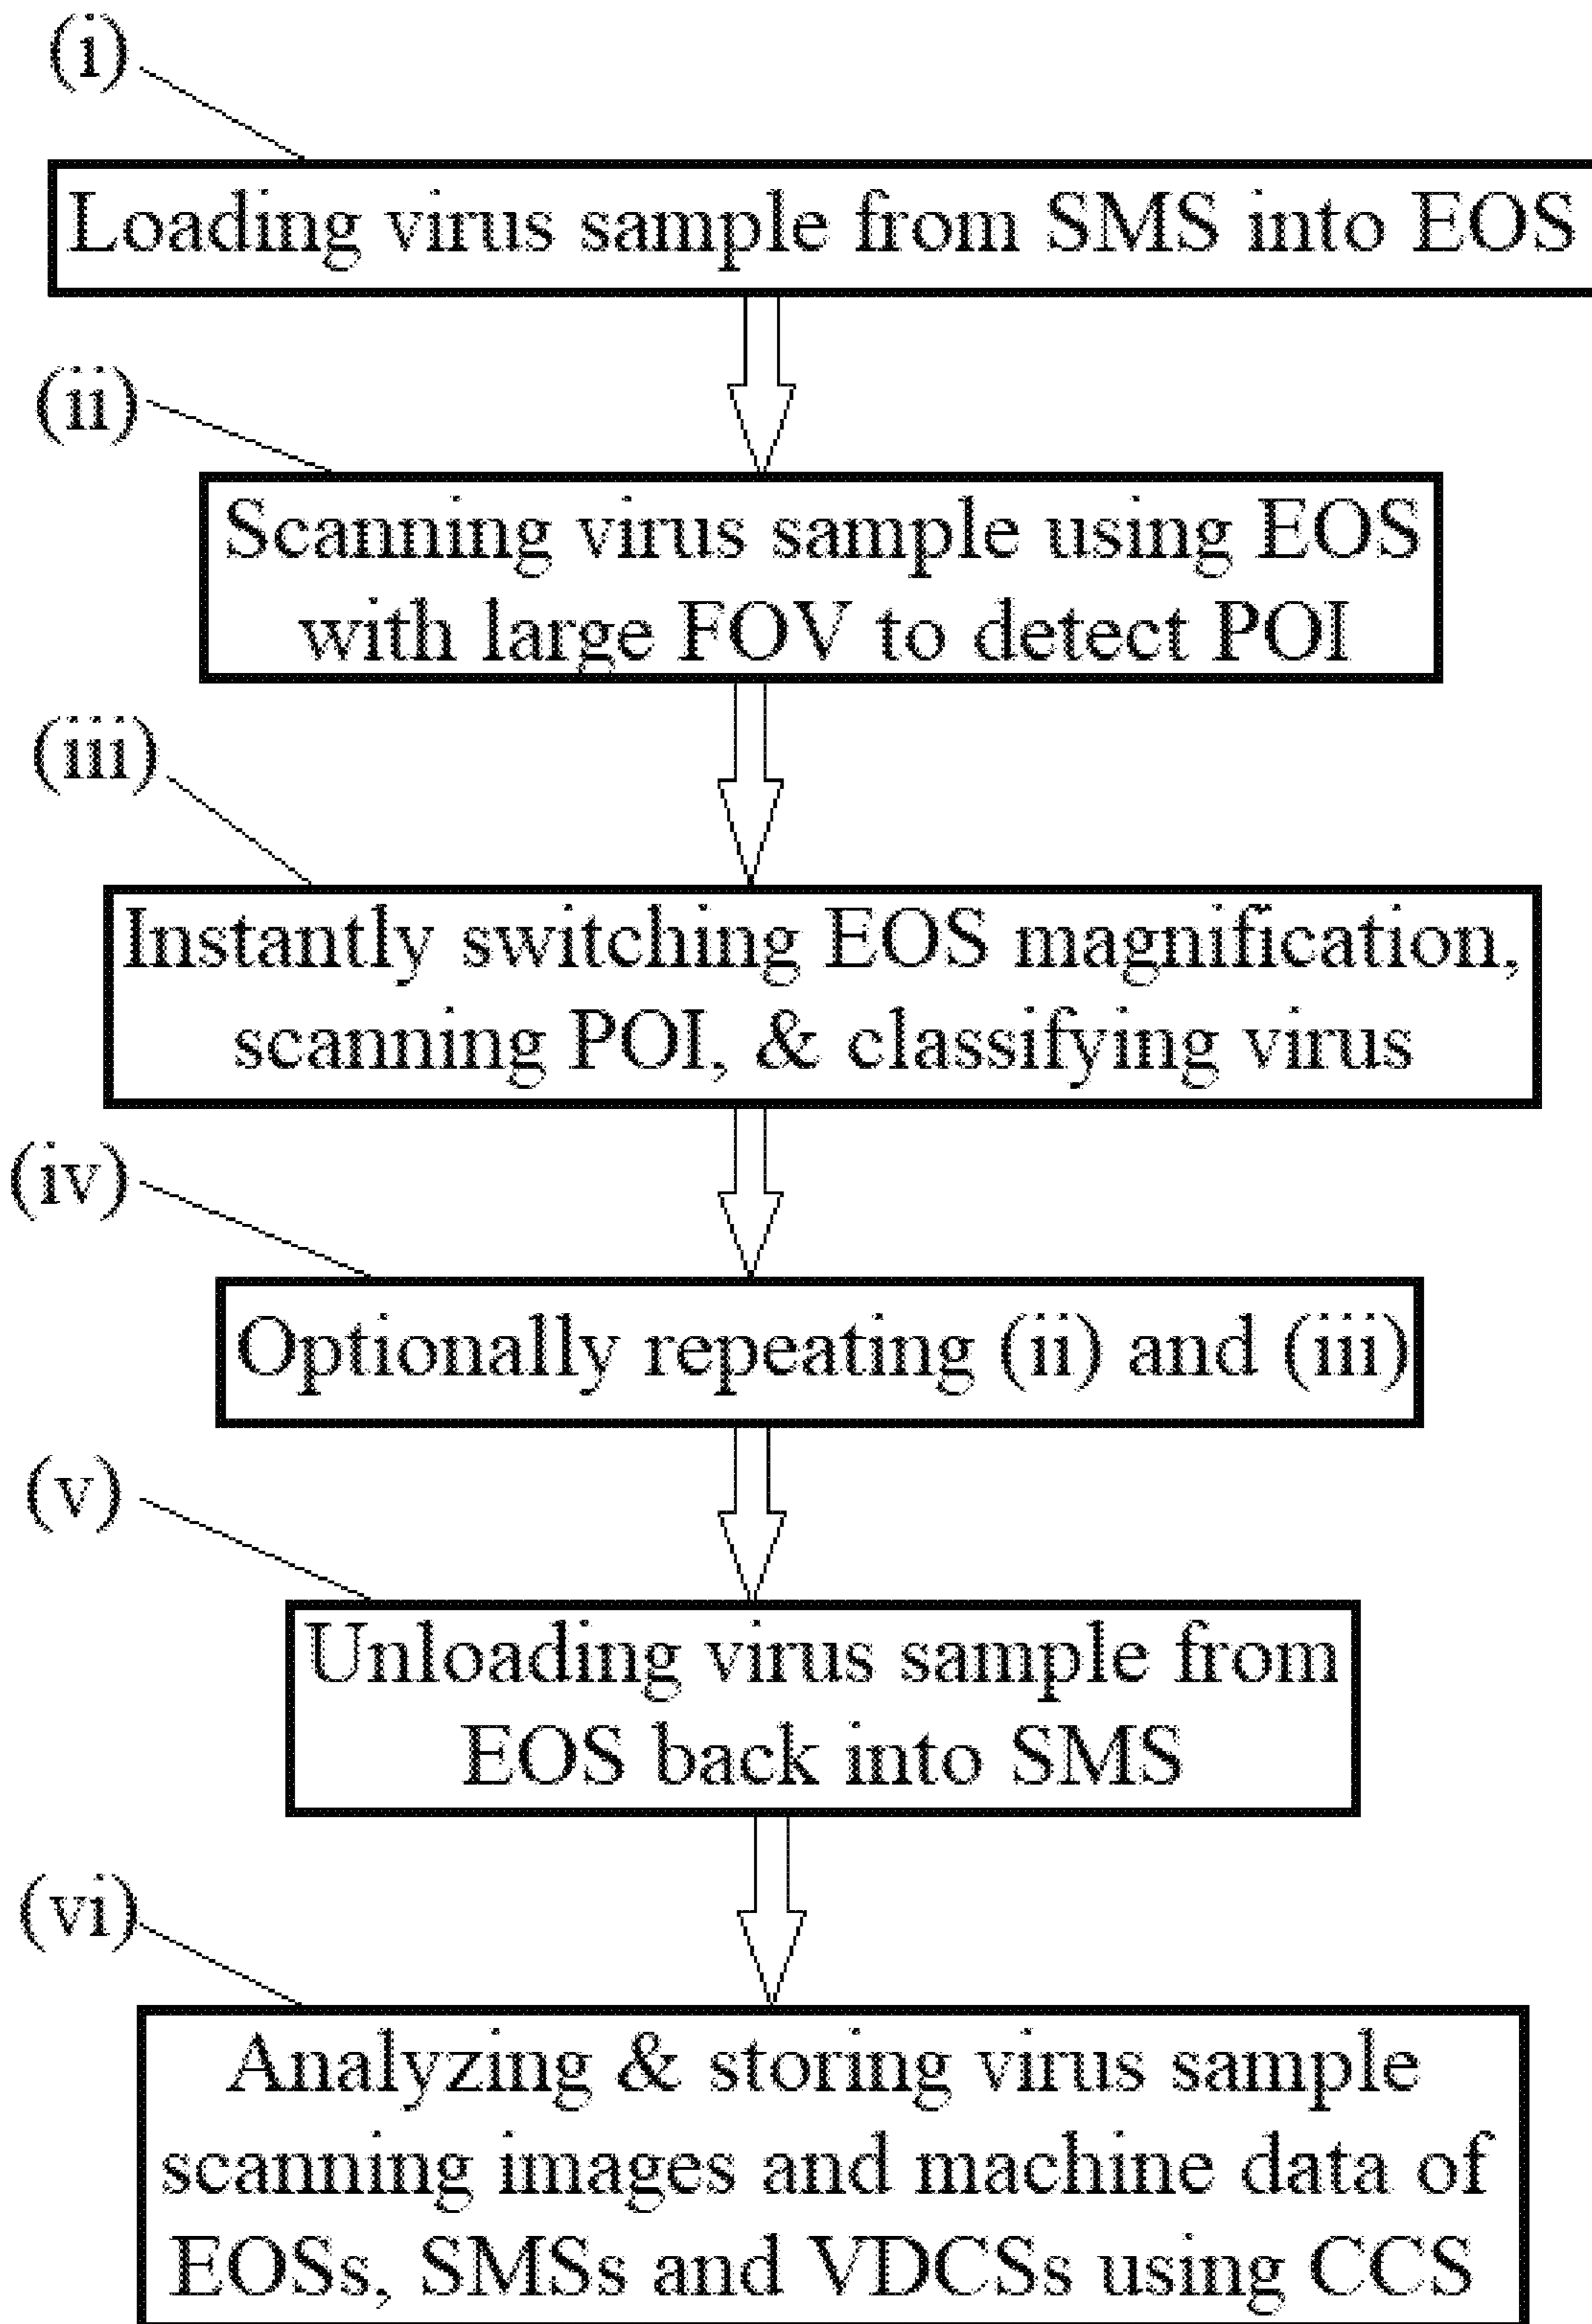 (i)
Loading virus sample from SMS into EOS
(ii)
Scanning virus sample using EOS
with large FOV to detect POI
(iii)
Instantly switching EOS magnification,
scanning POI, & classifying virus
(iv)
Optionally repeating (ii) and (iii)
(v)
Unloading virus sample from
EOS back into SMS
(vi)
Analyzing & storing virus sample
scanning images and machine data of
EOSs, SMSs and VDCSs using CCS